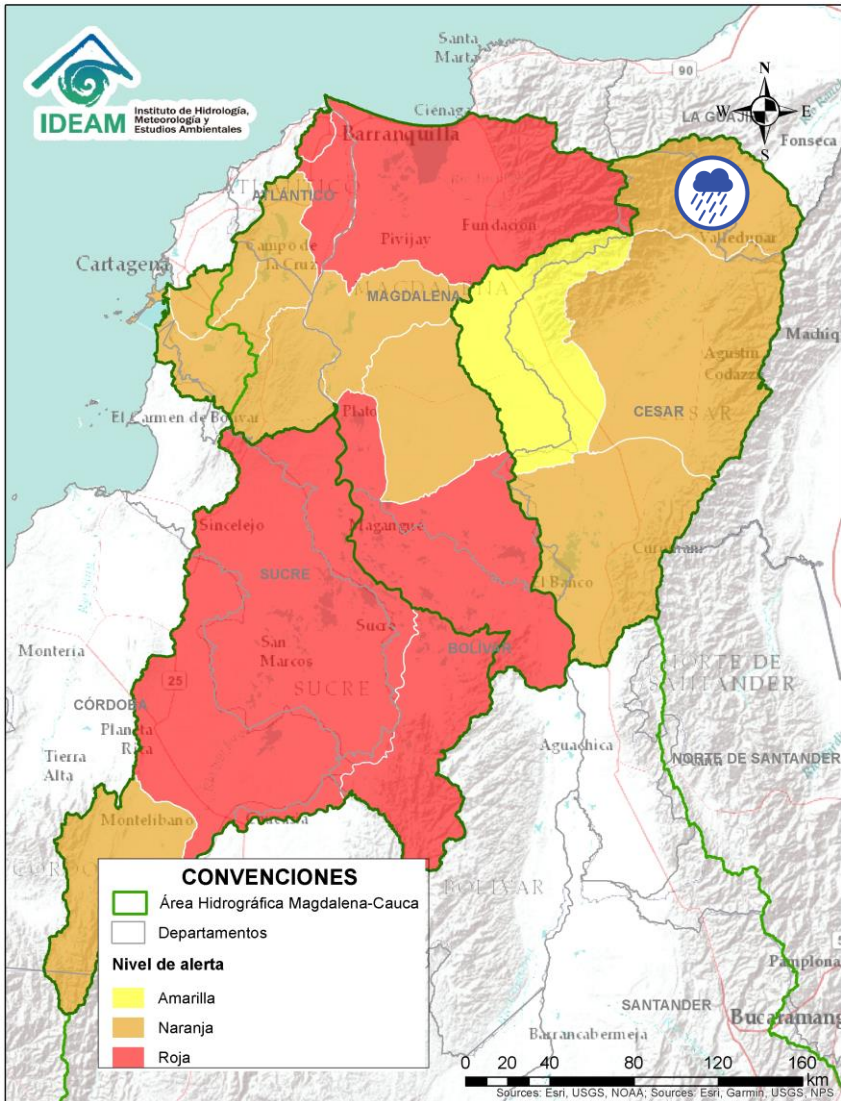 IDEAM
Instituto de Hidrología,
Meteorología y
Estudios Ambientales
Santa
Marta
90
N
W
E
S
Ciénaga
LA GUAJI
Fonseca
Barranquilla
ATLÁNTICO
Fundación
Pivijay
Valledupar
Campo de
la Cruz
Cartagena
MAGDALENA
Machiq
Agustín
Codazzi
El Carmen de Bolívar
Plato
CESAR
Sincelejo
Magangué
SUCRE
El Banco
Sucre
San
Marcos
BOLÍVAR
Montería
SUCRE
25
NORTE DE
SANTANDER
CÓRDOBA
Planeta
Rica
Aguachica
Tierra
Alta
NORTE DE SANTANDER
Montelíbano
BOLÍVAR
CONVENCIONES
Área Hidrográfica Magdalena-Cauca
Departamentos
Nivel de alerta
Amarilla
Naranja
Roja
Pamplona
SANTANDER
Bucaramang
Barrancabermeja
0 20 40 80 120 160
km
Sources: Esri, USGS, NOAA; Sources: Esri, Garmin, USGS, NPS